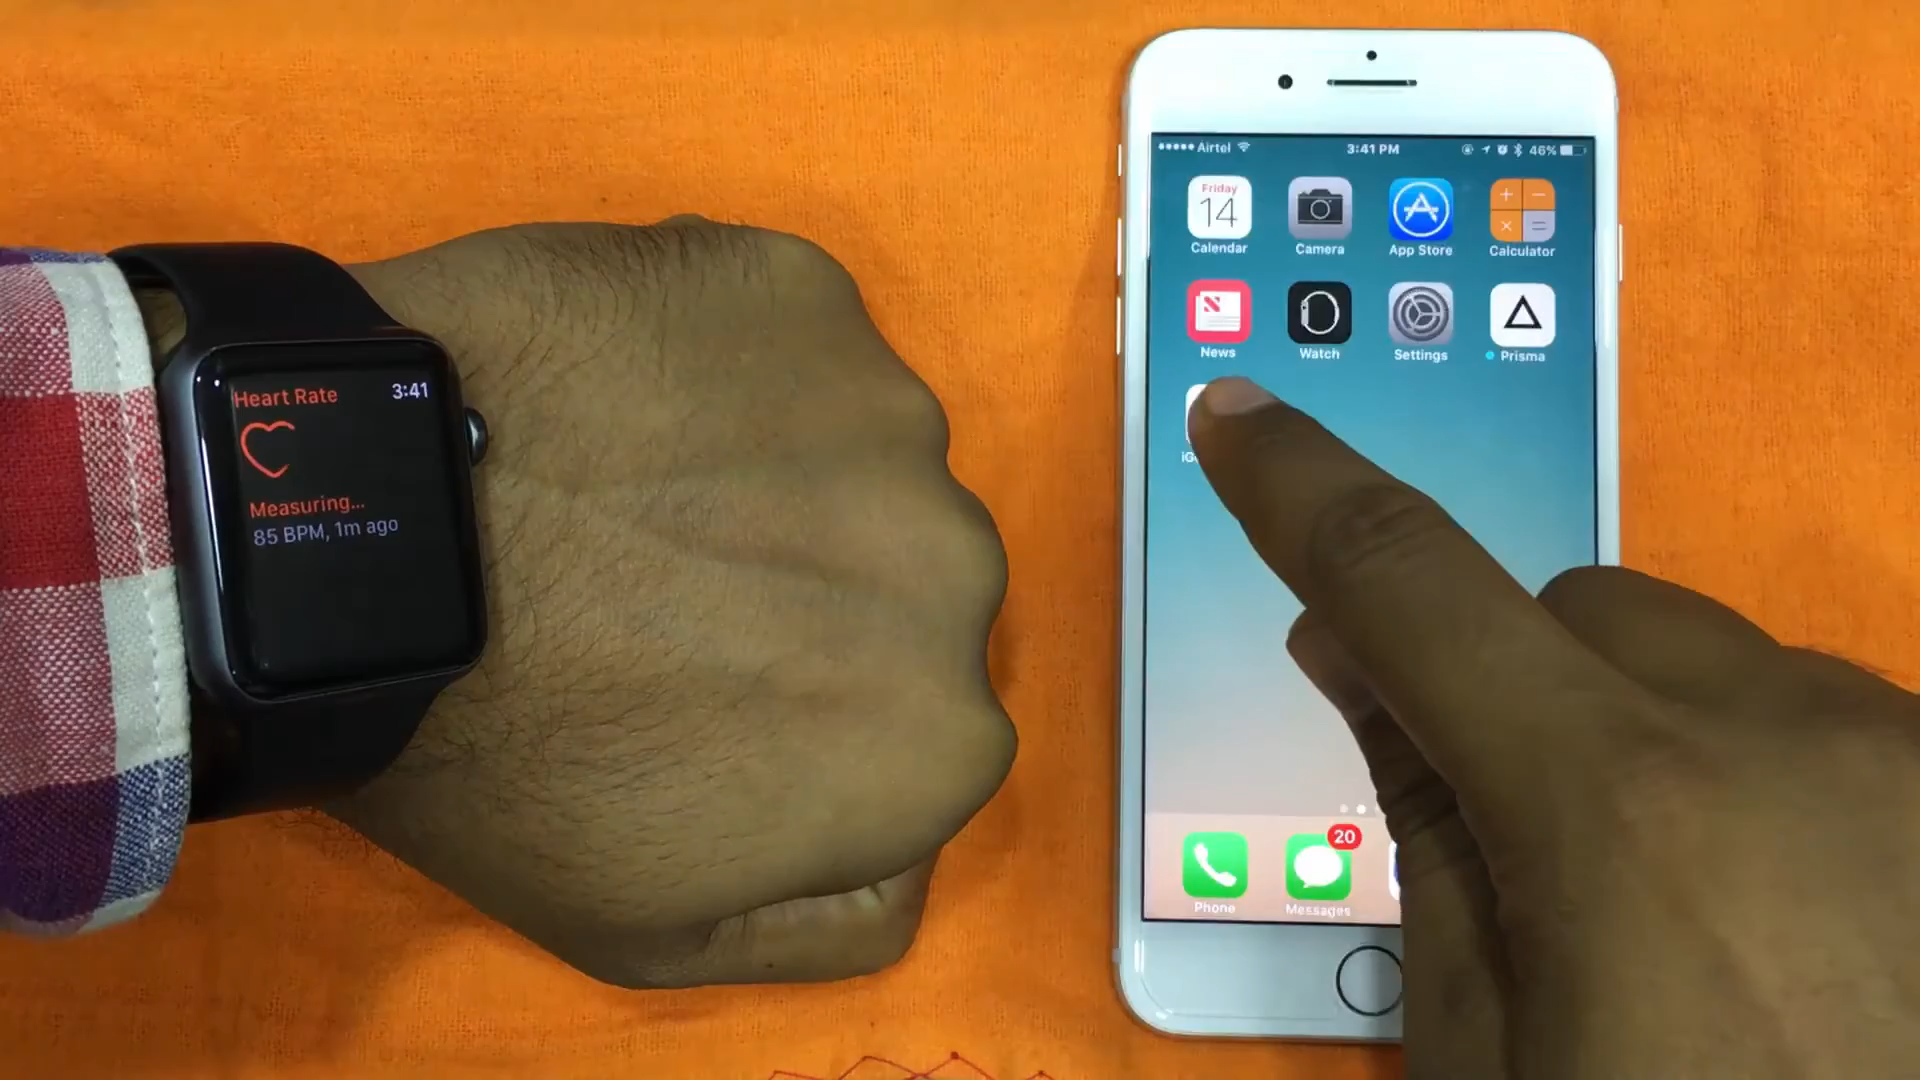 Heart Rate 3:41
Measuring...
85 BPM, 1m ago
Airtel 3:41 PM 46%
Friday
14
Calendar Camera App Store Calculator
News Watch Settings Prisma
20
Phone Messages